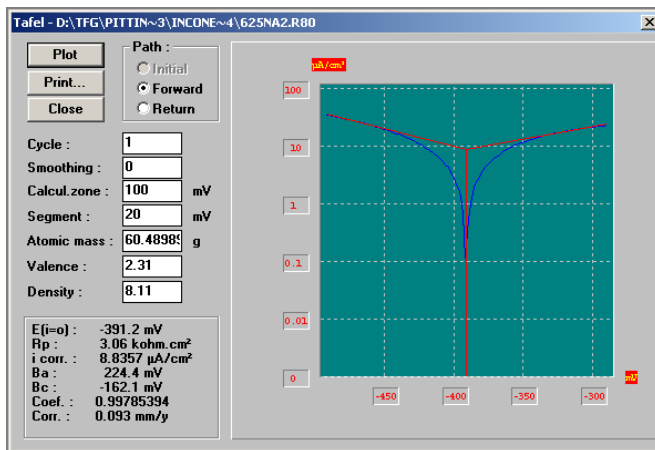 Tafel - D:\TFG\PITTIN~3\INCONE~4\625NA2.R80
Plot
Print...
Close
Path :
Initial
Forward
Return
Cycle : 1
Smoothing : 0
Calcul.zone : 100 mV
Segment : 20 mV
Atomic mass : 60.48989 g
Valence : 2.31
Density : 8.11
E(i=o) : -391.2 mV
Rp : 3.06 kohm.cm²
i corr. : 8.8357 µA/cm²
Ba : 224.4 mV
Bc : -162.1 mV
Coef. : 0.99785394
Corr. : 0.093 mm/y
µA/cm²
100
10
1
0.1
0.01
0
-450 -400 -350 -300
mV